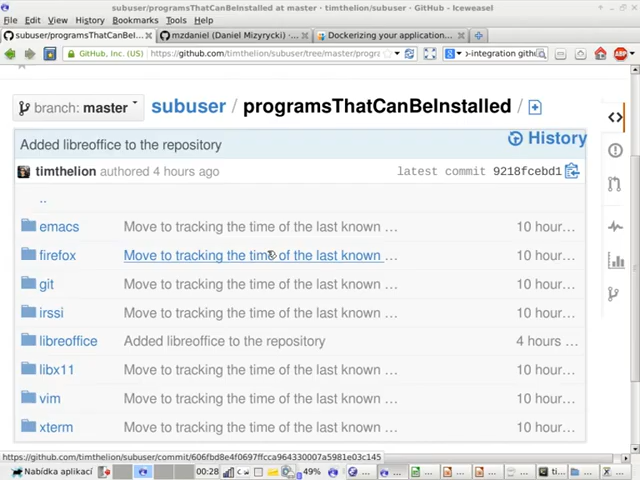 subuser/programsThatCanBeInstalled at master · timthelion/subuser · GitHub - Iceweasel
File Edit View History Bookmarks Tools Help
subuser/programsThatCanBeI... mzdaniel (Daniel Mizyrycki) · ... Dockerizing your application...
GitHub, Inc. (US) https://github.com/timthelion/subuser/tree/master/progra -integration github
branch: master subuser / programsThatCanBeInstalled /
Added libreoffice to the repository History
timthelion authored 4 hours ago latest commit 9218fcebd1
..
emacs Move to tracking the time of the last known … 10 hour…
firefox Move to tracking the time of the last known … 10 hour…
git Move to tracking the time of the last known … 10 hour…
irssi Move to tracking the time of the last known … 10 hour…
libreoffice Added libreoffice to the repository 4 hours …
libx11 Move to tracking the time of the last known … 10 hour…
vim Move to tracking the time of the last known … 10 hour…
xterm Move to tracking the time of the last known … 10 hour…
https://github.com/timthelion/subuser/commit/606fbd8e4f0697ffcca964330007a5981e03c145
Nabídka aplikací 00:28 49%